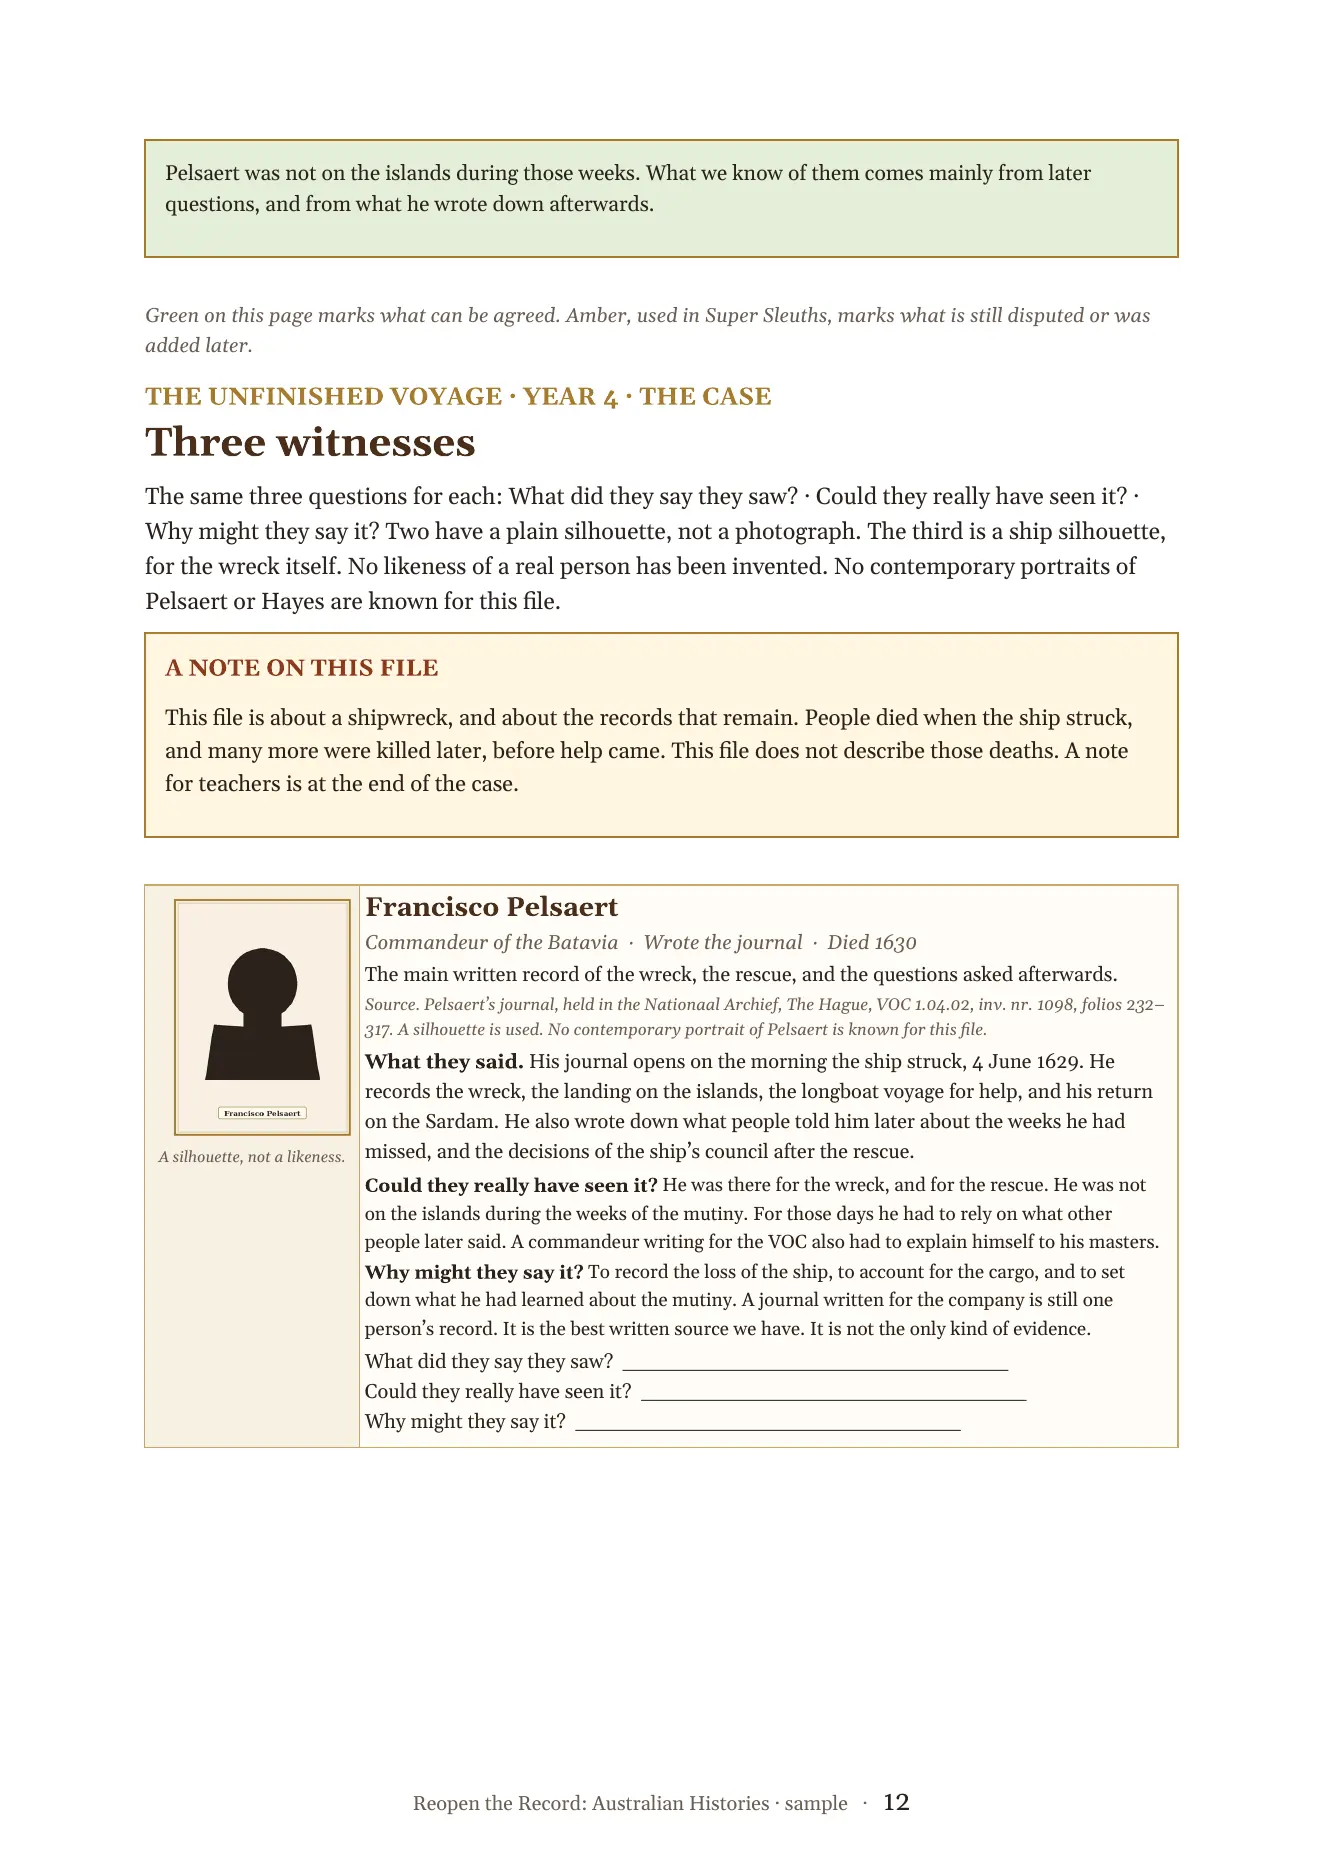 Pelsaert was not on the islands during those weeks. What we know of them comes mainly from later
questions, and from what he wrote down afterwards.
Green on this page marks what can be agreed. Amber, used in Super Sleuths, marks what is still disputed or was
added later.
THE UNFINISHED VOYAGE · YEAR 4 · THE CASE
Three witnesses
The same three questions for each: What did they say they saw? · Could they really have seen it? ·
Why might they say it? Two have a plain silhouette, not a photograph. The third is a ship silhouette,
for the wreck itself. No likeness of a real person has been invented. No contemporary portraits of
Pelsaert or Hayes are known for this file.
A NOTE ON THIS FILE
This file is about a shipwreck, and about the records that remain. People died when the ship struck,
and many more were killed later, before help came. This file does not describe those deaths. A note
for teachers is at the end of the case.
Francisco Pelsaert
A silhouette, not a likeness.
Francisco Pelsaert
Commandeur of the Batavia · Wrote the journal · Died 1630
The main written record of the wreck, the rescue, and the questions asked afterwards.
Source. Pelsaert’s journal, held in the Nationaal Archief, The Hague, VOC 1.04.02, inv. nr. 1098, folios 232–
317. A silhouette is used. No contemporary portrait of Pelsaert is known for this file.
What they said. His journal opens on the morning the ship struck, 4 June 1629. He
records the wreck, the landing on the islands, the longboat voyage for help, and his return
on the Sardam. He also wrote down what people told him later about the weeks he had
missed, and the decisions of the ship’s council after the rescue.
Could they really have seen it? He was there for the wreck, and for the rescue. He was not
on the islands during the weeks of the mutiny. For those days he had to rely on what other
people later said. A commandeur writing for the VOC also had to explain himself to his masters.
Why might they say it? To record the loss of the ship, to account for the cargo, and to set
down what he had learned about the mutiny. A journal written for the company is still one
person’s record. It is the best written source we have. It is not the only kind of evidence.
What did they say they saw?
Could they really have seen it?
Why might they say it?
Reopen the Record: Australian Histories · sample · 12